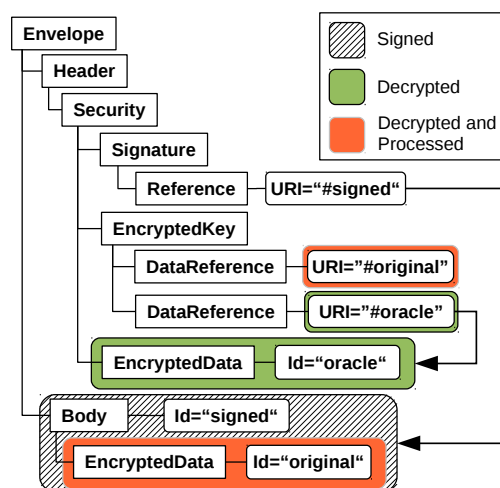 Envelope
Signed
Header
Decrypted
Security
Decrypted and
Processed
Signature
Reference
URI="#signed“
EncryptedKey
DataReference
URI=”#original”
DataReference
URI=”#oracle”
EncryptedData
Id=“oracle“
Body
Id=“signed“
EncryptedData
Id=“original“